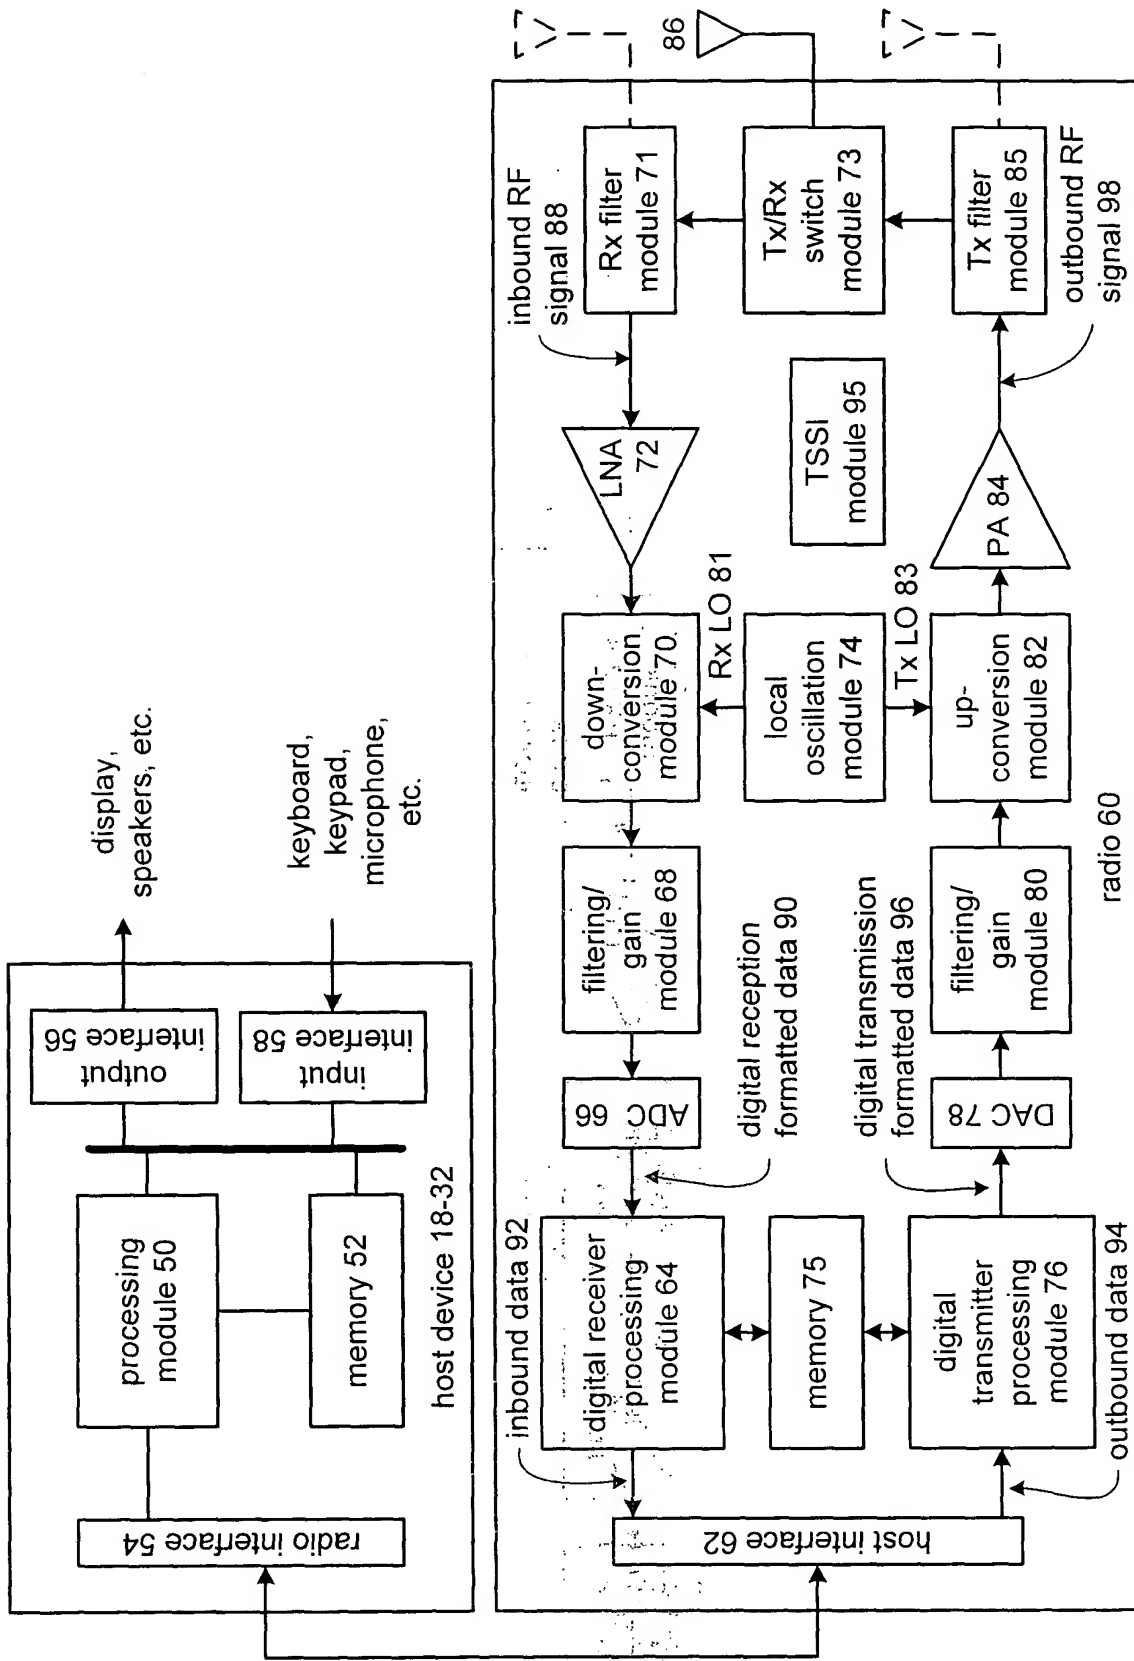 display,
speakers, etc.
keyboard,
keypad,
microphone,
etc.
output
interface 56
input
interface 58
processing
module 50
memory 52
radio interface 54
host device 18-32
86
inbound RF
signal 88
Rx filter
module 71
Tx/Rx
switch
module 73
Tx filter
module 85
outbound RF
signal 98
LNA
72
TSSI
module 95
PA 84
down-
conversion
module 70
Rx LO 81
local
oscillation
module 74
Tx LO 83
up-
conversion
module 82
filtering/
gain
module 68
filtering/
gain
module 80
radio 60
ADC 66
digital reception
formatted data 90
digital transmission
formatted data 96
DAC 78
inbound data 92
digital receiver
processing
module 64
memory 75
digital
transmitter
processing
module 76
outbound data 94
host interface 62